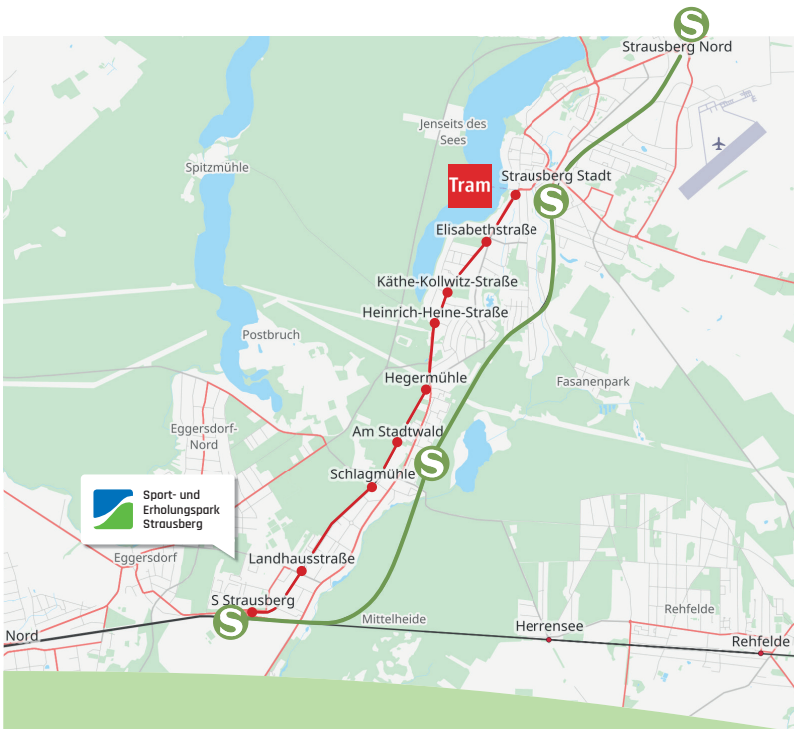 S
Strausberg Nord
Jenseits des
Sees
Spitzmühle
Tram
Strausberg Stadt
S
Elisabethstraße
Käthe-Kollwitz-Straße
Heinrich-Heine-Straße
Postbruch
Hegermühle
Fasanenpark
Eggersdorf-
Nord
Am Stadtwald
S
Schlagmühle
Sport- und
Erholungspark
Strausberg
Eggersdorf
Landhausstraße
S Strausberg
S
Mittelheide
Rehfelde
Herrensee
Nord
Rehfelde